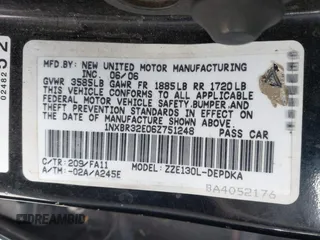 MFD. BY: NEW UNITED MOTOR MANUFACTURING
INC. 06/06
GVWR 3585LB GAWR FR 1885LB RR 1720LB
THIS VEHICLE CONFORMS TO ALL APPLICABLE
FEDERAL MOTOR VEHICLE SAFETY, BUMPER, AND
THEFT PREVENTION STANDARDS IN EFFECT ON
THE DATE OF MANUFACTURE SHOWN ABOVE.
1NXBR32E06Z751248 PASS CAR
C/TR: 209/FA11 MODEL: ZZE130L-DEPDKA
A/TM: -02A/A245E
8A4052176
02482
DREAMBID